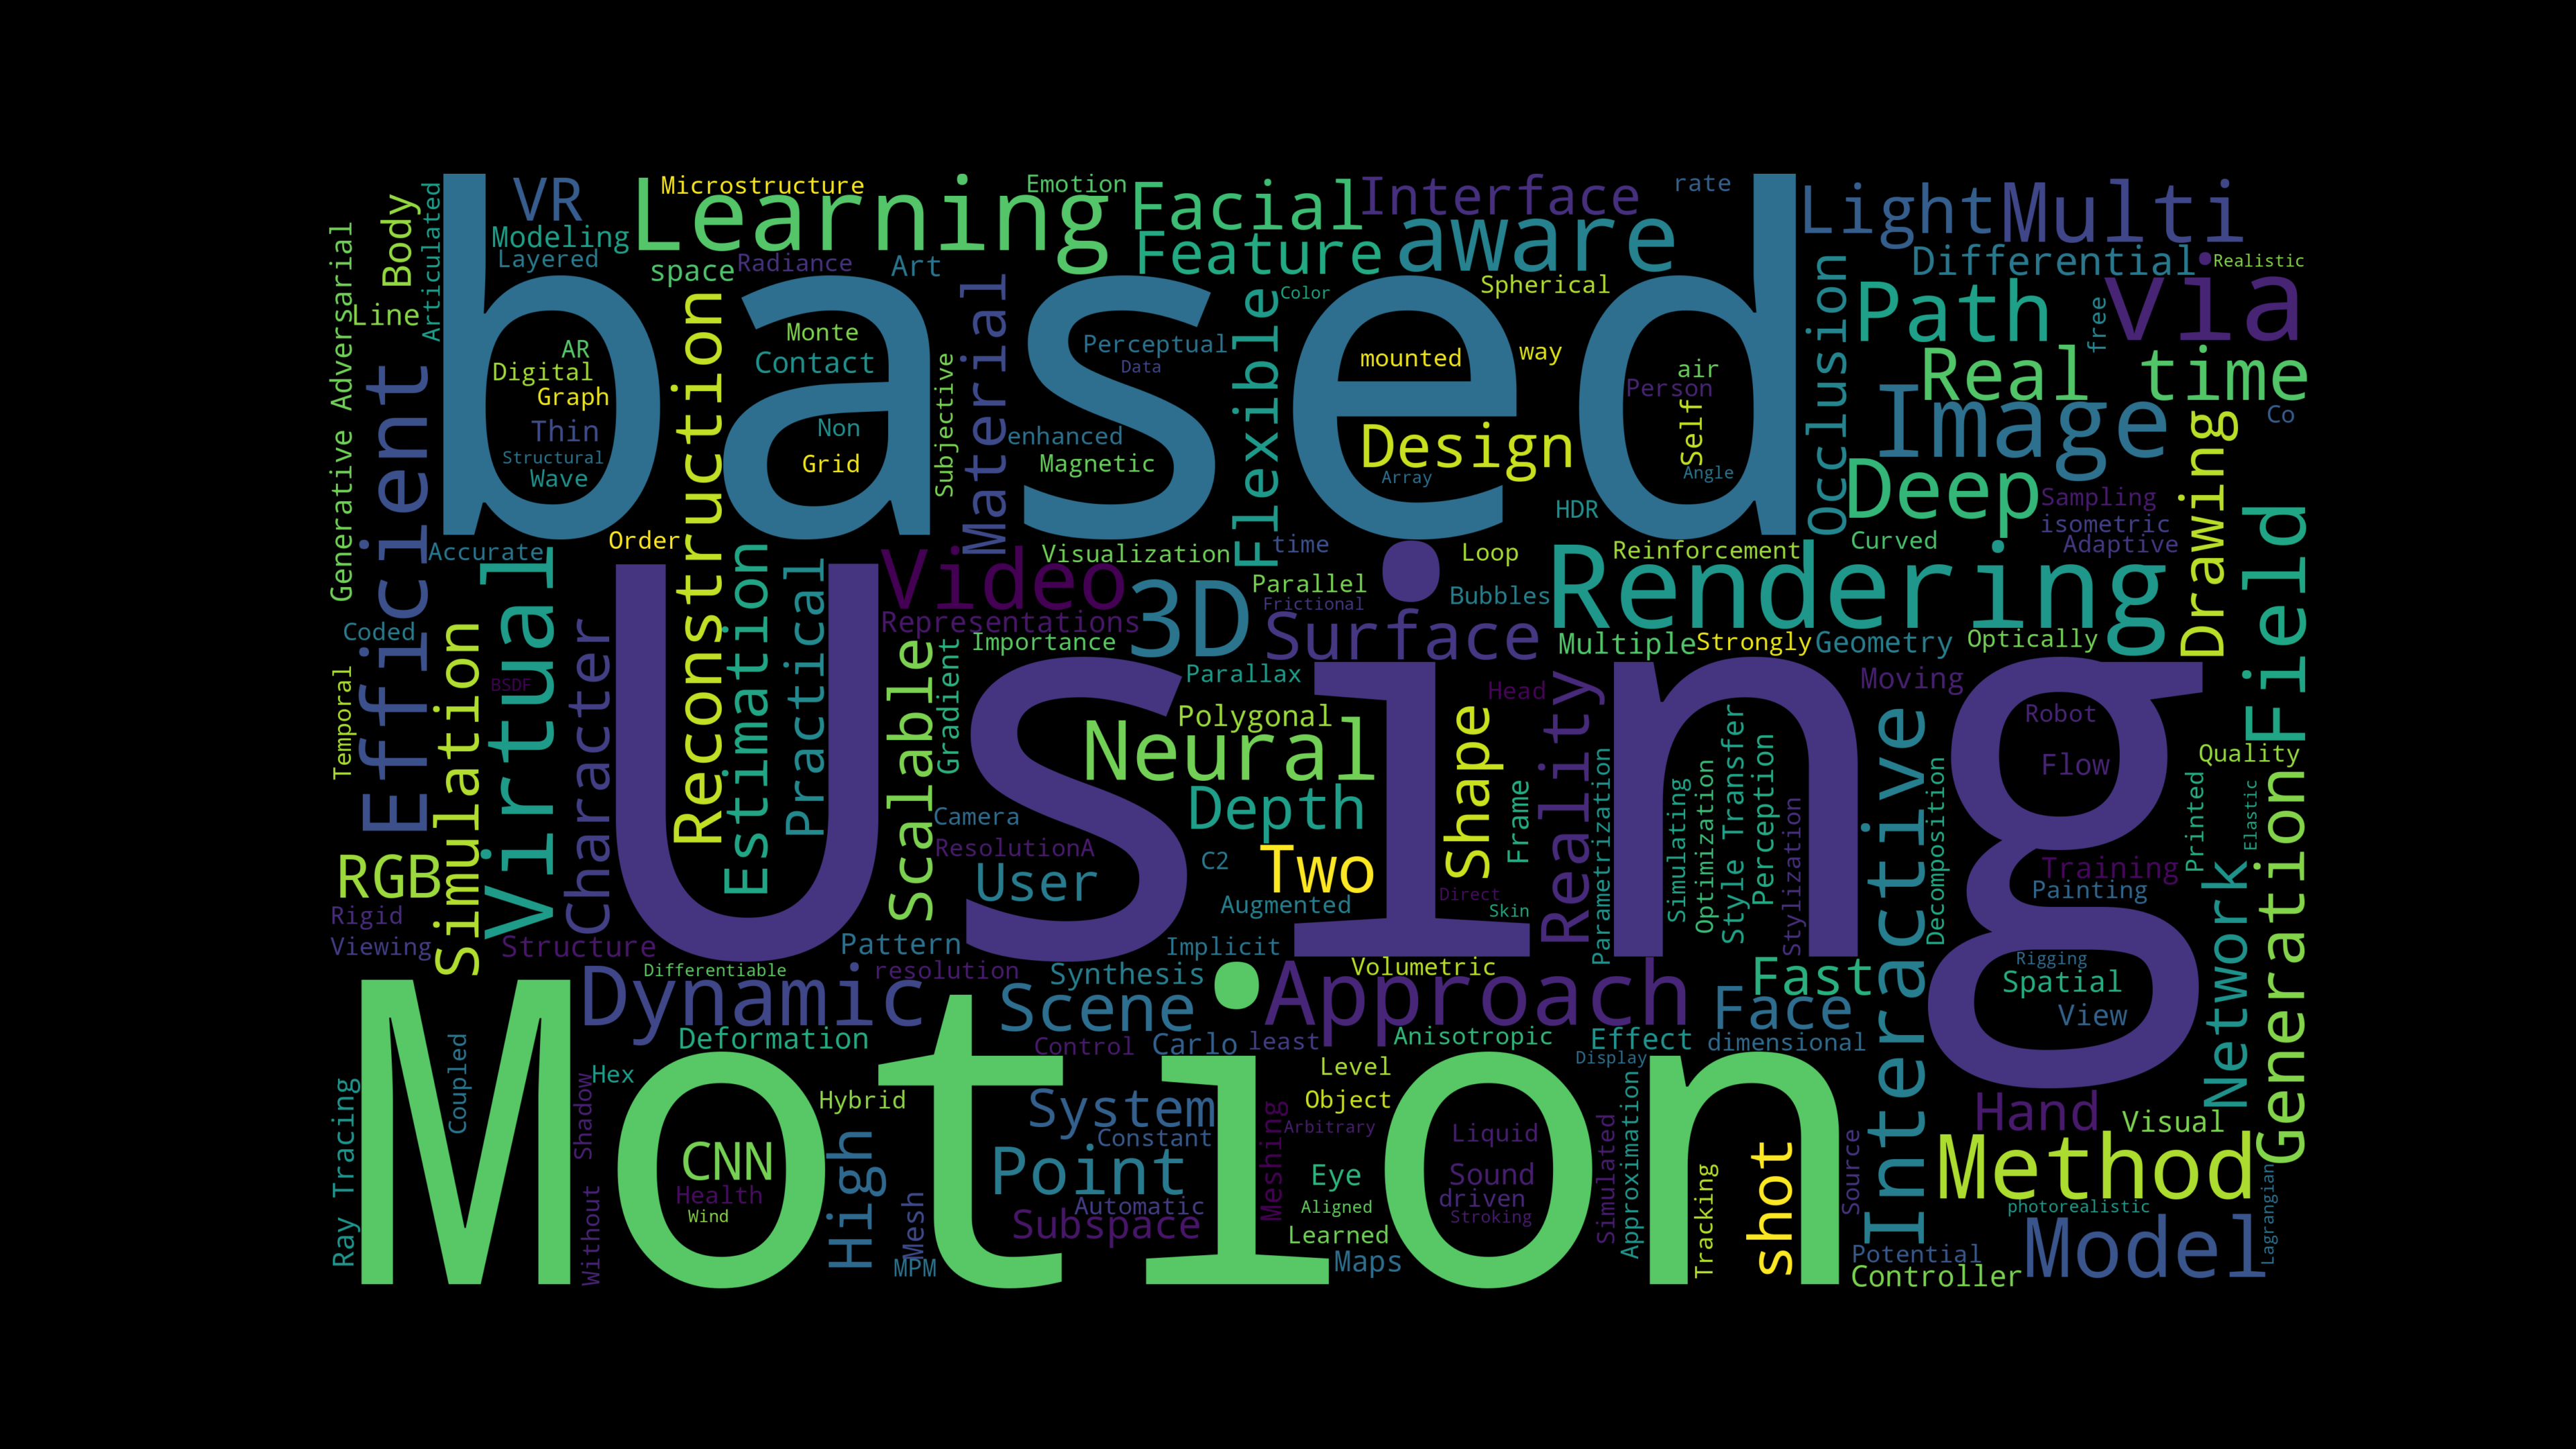 based
Using
Motion
VR
Microstructure
Learning
Emotion
Facial
Interface
rate
Light
Multi
Body
Articulated
Modeling
Layered
space
Radiance
Art
Feature
aware
Differential
Realistic
Generative Adversarial
Line
Material
Color
Spherical
Path
free
via
AR
Digital
Graph
Thin
Structural
Wave
Monte
Contact
Non
Grid
Subjective
Perceptual
Data
enhanced
Magnetic
Flexible
mounted
way
Design
Array
air
Person
Self
Angle
HDR
Occlusion
Real time
Image
Co
Deep
Sampling
isometric
Adaptive
Drawing
Field
Efficient
Accurate
Order
Reconstruction
Estimation
Practical
Video
Visualization
time
Loop
Reinforcement
Curved
Rendering
Representations
3D
Parallel
Frictional
Bubbles
Surface
Coded
Virtual
Character
Scalable
Gradient
Importance
Multiple
Strongly
Geometry
Optically
Temporal
Simulation
BSDF
Parallax
Head
Reality
Moving
Polygonal
Neural
Shape
Robot
Flow
Quality
Camera
Depth
Frame
Parametrization
Simulating
Optimization
Style Transfer
Perception
Stylization
Interactive
Decomposition
Printed
Elastic
Generation
RGB
ResolutionA
User
C2
Two
Direct
Augmented
Skin
Training
Painting
Network
Rigid
Viewing
Structure
Pattern
Implicit
Differentiable
resolution
Synthesis
Volumetric
Dynamic
Scene
Approach
Fast
Face
Rigging
Spatial
View
Deformation
Control
Carlo
least
Anisotropic
Effect
dimensional
Display
Coupled
Ray Tracing
Shadow
Without
Hex
Hybrid
System
Constant
Level
Object
Arbitrary
Meshing
Liquid
Hand
Visual
CNN
Health
Wind
High
Mesh
MPM
Point
Automatic
Subspace
Eye
Aligned
Learned
Maps
Sound
driven
Stroking
Simulated
Approximation
Tracking
shot
Source
Method
photorealistic
Lagrangian
Potential
Controller
Model